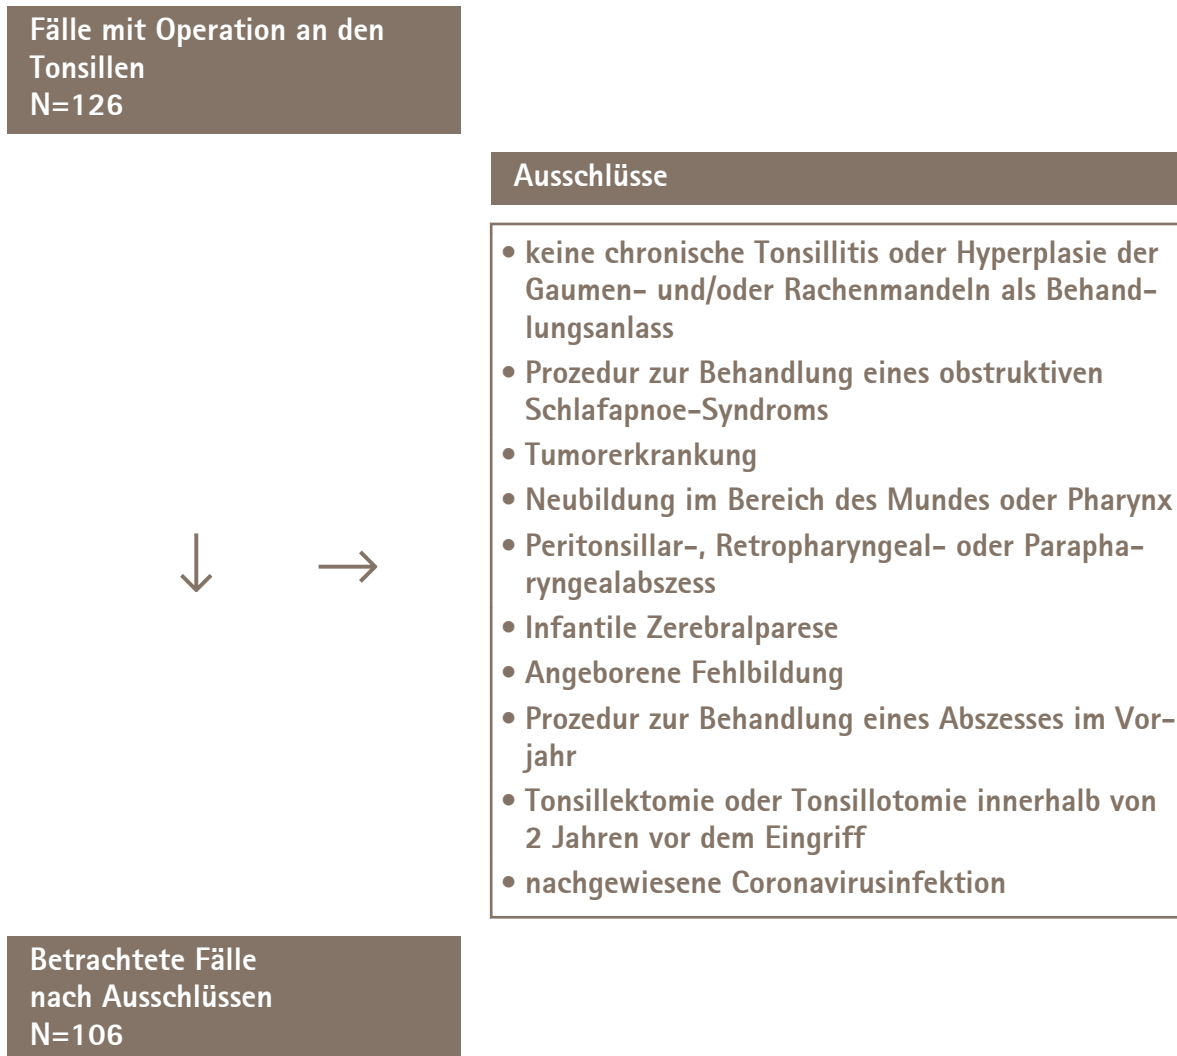 Fälle mit Operation an den
Tonsillen
N=126
Ausschlüsse
• keine chronische Tonsillitis oder Hyperplasie der
Gaumen- und/oder Rachenmandeln als Behand-
lungsanlass
• Prozedur zur Behandlung eines obstruktiven
Schlafapnoe-Syndroms
• Tumorerkrankung
• Neubildung im Bereich des Mundes oder Pharynx
• Peritonsillar-, Retropharyngeal- oder Parapha-
ryngealabszess
• Infantile Zerebralparese
• Angeborene Fehlbildung
• Prozedur zur Behandlung eines Abszesses im Vor-
jahr
• Tonsillektomie oder Tonsillotomie innerhalb von
2 Jahren vor dem Eingriff
• nachgewiesene Coronavirusinfektion
Betrachtete Fälle
nach Ausschlüssen
N=106